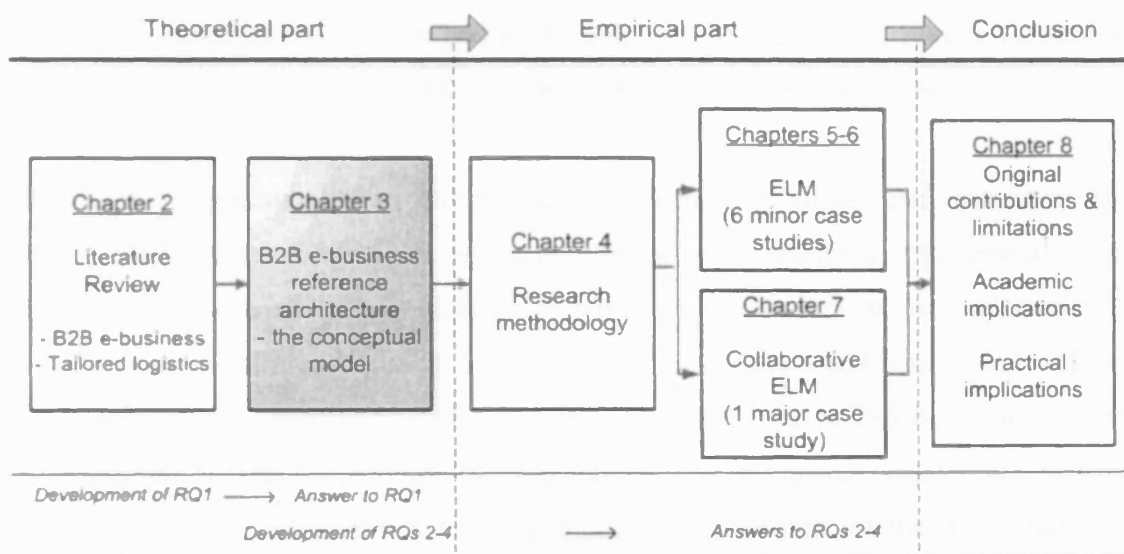 Theoretical part
Empirical part
Conclusion
Chapter 2
Literature
Review
- B2B e-business
- Tailored logistics
Chapter 3
B2B e-business
reference
architecture
- the conceptual
model
Chapter 4
Research
methodology
Chapters 5-6
ELM
(6 minor case
studies)
Chapter 7
Collaborative
ELM
(1 major case
study)
Chapter 8
Original
contributions &
limitations
Academic
implications
Practical
implications
Development of RQ1
Answer to RQ1
Development of RQs 2-4
Answers to RQs 2-4